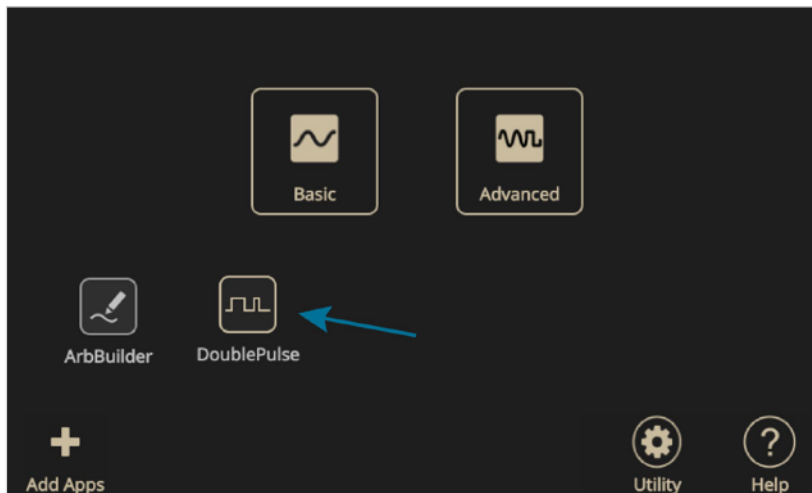 Basic
Advanced
ArbBuilder
DoublePulse
Add Apps
Utility
?
Help